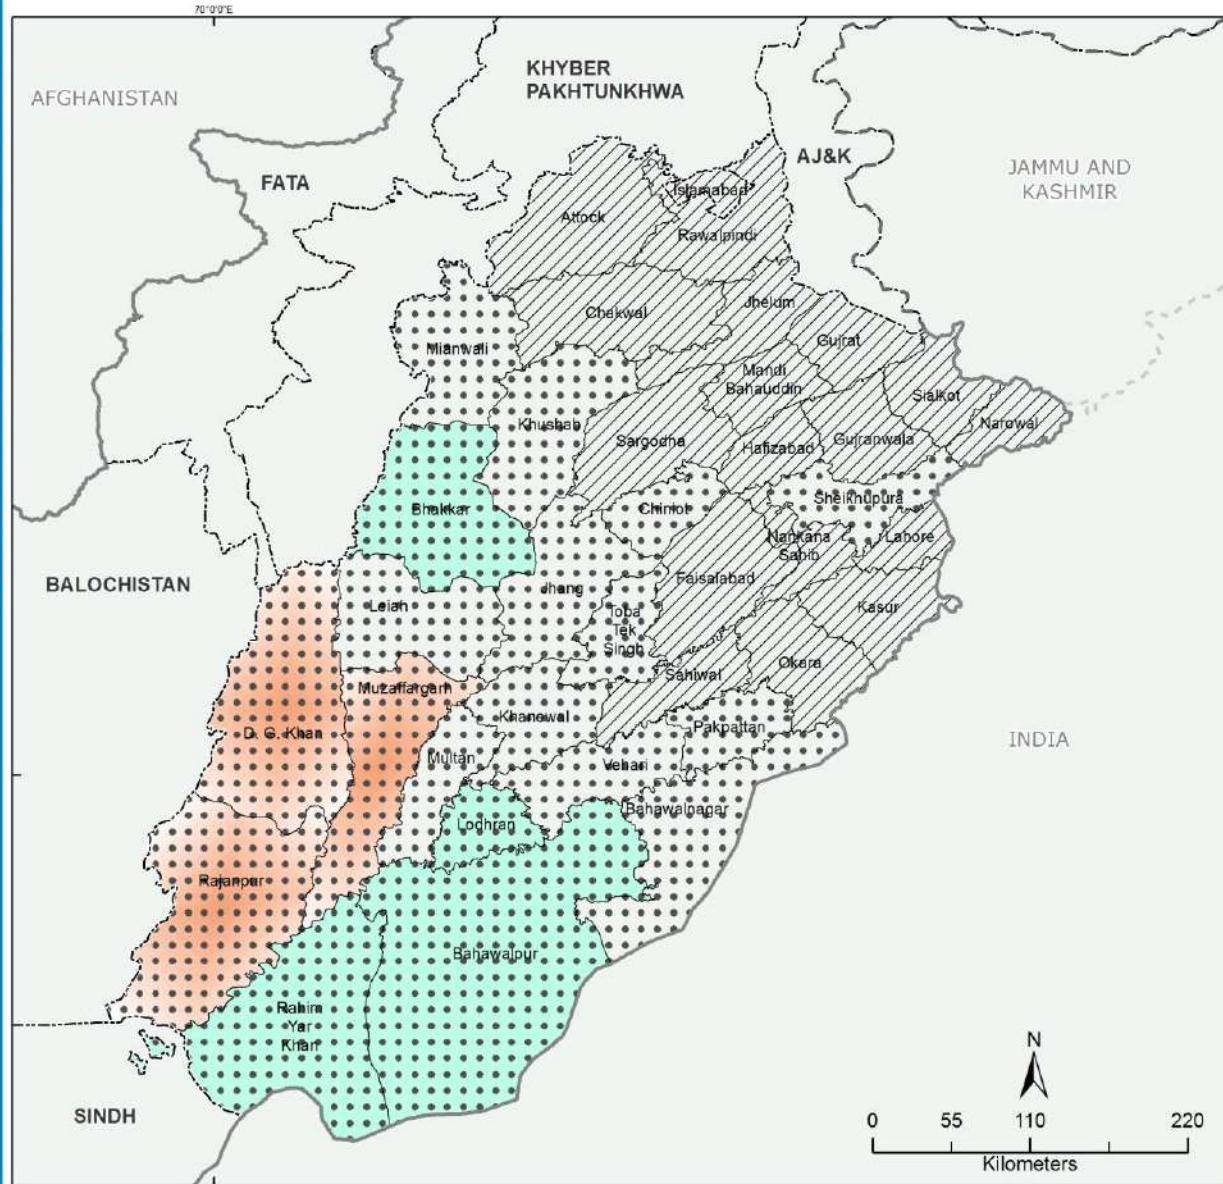 70°0'0"E
AFGHANISTAN
KHYBER
PAKHTUNKHWA
FATA
AJ&K
JAMMU AND
KASHMIR
Islamabad
Attock
Rawalpindi
Chakwal
Jhelum
Gujrat
Mianwali
Mandi
Bahauddin
Sialkot
Narowal
Khushab
Sargodha
Hafizabad
Gujranwala
Bhakkar
Chiniot
Sheikhupura
Nankana
Sahib
Lahore
BALOCHISTAN
Leiah
Jhang
Faisalabad
Toba
Tek
Singh
Kasur
Muzaffargarh
Sahiwal
Okara
Khanewal
D. G. Khan
Multan
Pakpattan
INDIA
Vehari
Lodhran
Bahawalnagar
Rajanpur
Bahawalpur
Rahim
Yar
Khan
SINDH
N
0 55 110 220
Kilometers